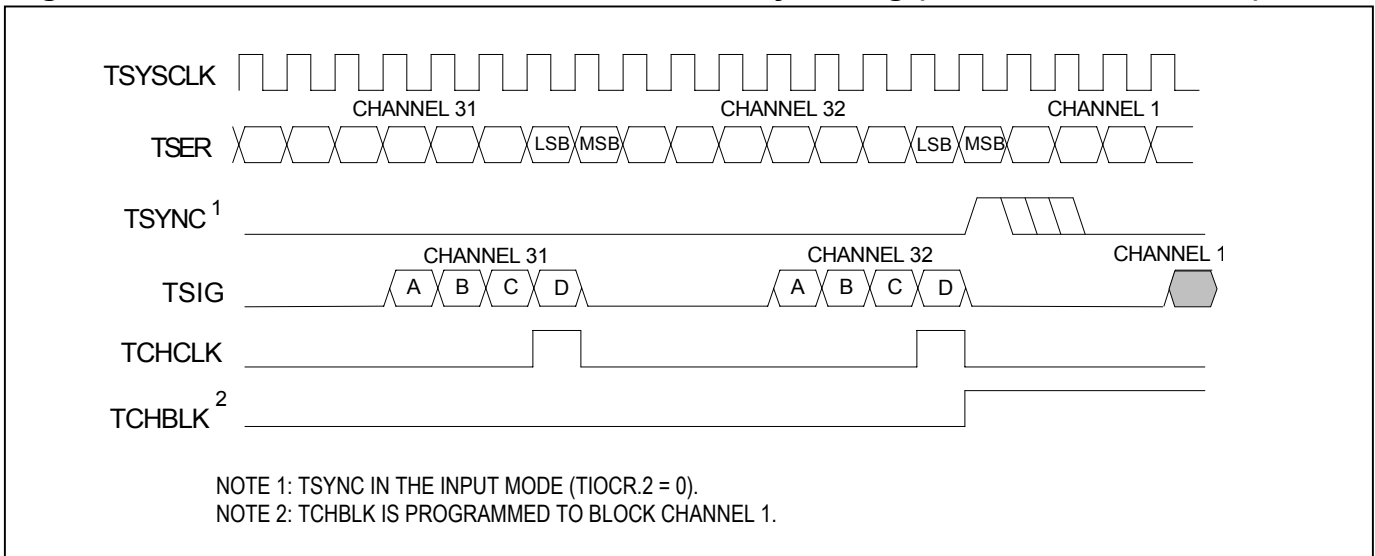 TSYSCLK
CHANNEL 31 CHANNEL 32 CHANNEL 1
TSER LSB MSB LSB MSB
TSYNC 1
CHANNEL 31 CHANNEL 32 CHANNEL 1
TSIG A B C D A B C D
TCHCLK
TCHBLK 2
NOTE 1: TSYNC IN THE INPUT MODE (TIOCR.2 = 0).
NOTE 2: TCHBLK IS PROGRAMMED TO BLOCK CHANNEL 1.